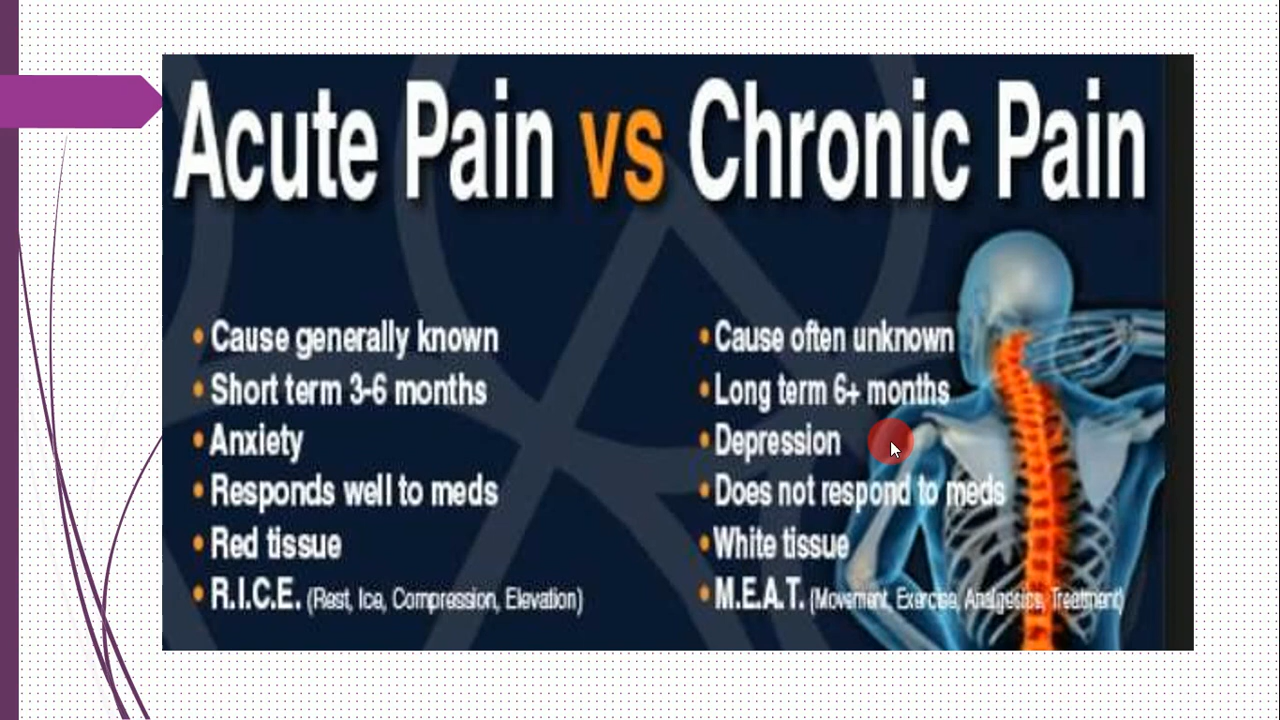 Acute Pain vs Chronic Pain
• Cause generally known
• Short term 3-6 months
• Anxiety
• Responds well to meds
• Red tissue
• R.I.C.E. (Rest, Ice, Compression, Elevation)
• Cause often unknown
• Long term 6+ months
• Depression
• Does not respond to meds
• White tissue
• M.E.A.T. (Movement, Exercise, Analgesics, Treatment)